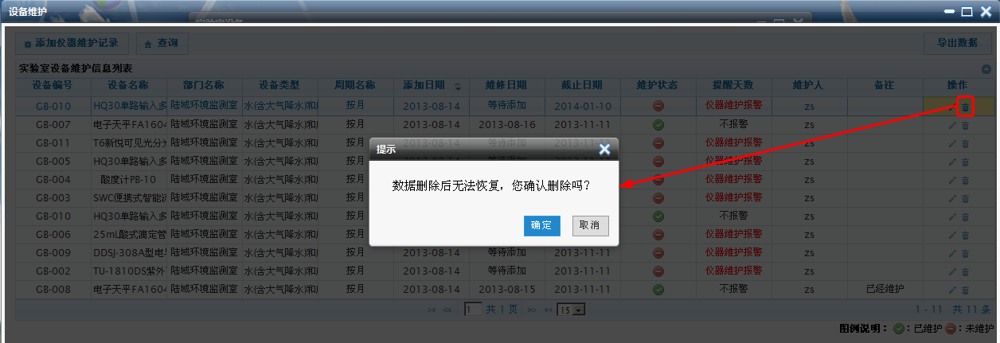 设备维护
添加仪器维护记录 查询 导出数据
实验室设备维护信息列表
设备编号 设备名称 部门名称 设备类型 周期名称 添加日期 维修日期 截止日期 维护状态 提醒天数 维护人 备注 操作
GB-010 HQ30单路输入多 陆域环境监测室 水(含大气降水)和 按月 2013-08-14 等待添加 2014-01-10 仪器维护报警 zs
GB-007 电子天平FA1604 陆域环境监测室 水(含大气降水)和 按月 2013-08-14 2013-08-16 2013-11-11 不报警 zs
GB-011 T6新悦可见光分光 陆域环境监测室 水(含大气降水)和 按月 2013-08-14 等待添加 2013-11-11 仪器维护报警 zs
GB-005 HQ30单路输入多 陆域环境监测室 水(含大气降水)和 按月 仪器维护报警 zs
GB-004 酸度计PB-10 陆域环境监测室 水(含大气降水)和 按月 仪器维护报警 zs
GB-003 SWC便携式智能 陆域环境监测室 水(含大气降水)和 按月 仪器维护报警 zs
GB-010 HQ30单路输入多 陆域环境监测室 水(含大气降水)和 按月 不报警 zs
GB-006 25mL酸式滴定管 陆域环境监测室 水(含大气降水)和 按月 仪器维护报警 zs
GB-009 DDSJ-308A型电 陆域环境监测室 水(含大气降水)和 按月 2013-08-14 等待添加 2013-11-11 仪器维护报警 zs
GB-002 TU-1810DS紫外 陆域环境监测室 水(含大气降水)和 按月 2013-08-14 等待添加 2013-11-11 仪器维护报警 zs
GB-008 电子天平FA1604 陆域环境监测室 水(含大气降水)和 按月 2013-08-14 2013-08-15 2013-11-11 不报警 zs 已经维护
提示
数据删除后无法恢复，您确认删除吗？
确定 取消
1 共 1 页 15 1 - 11 共 11 条
图例说明：：已维护 ：未维护